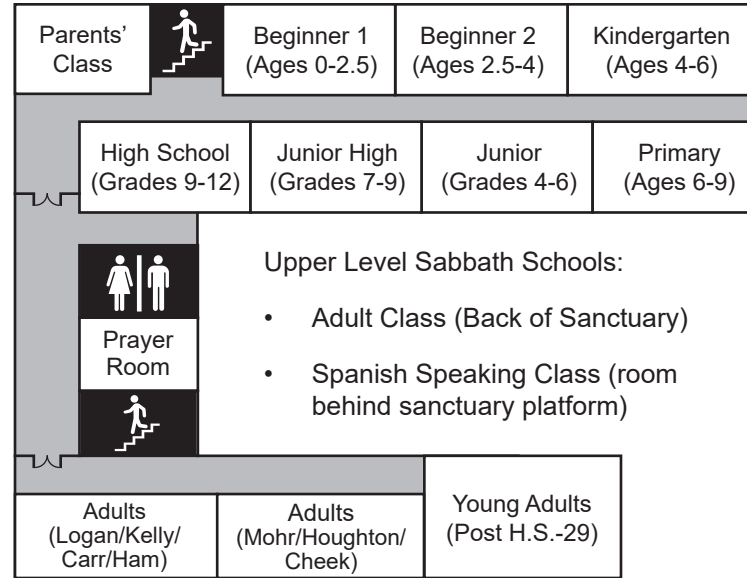 Parents’
Class
Beginner 1
(Ages 0-2.5)
Beginner 2
(Ages 2.5-4)
Kindergarten
(Ages 4-6)
High School
(Grades 9-12)
Junior High
(Grades 7-9)
Junior
(Grades 4-6)
Primary
(Ages 6-9)
Prayer
Room
Upper Level Sabbath Schools:
• Adult Class (Back of Sanctuary)
• Spanish Speaking Class (room
behind sanctuary platform)
Adults
(Logan/Kelly/
Carr/Ham)
Adults
(Mohr/Houghton/
Cheek)
Young Adults
(Post H.S.-29)